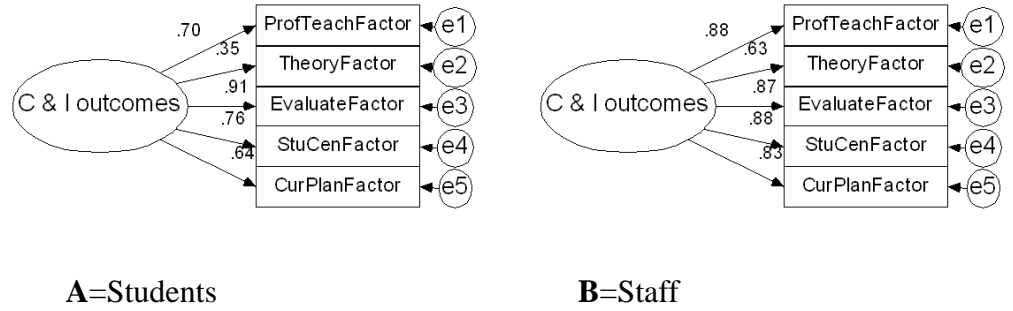 .70
ProfTeachFactor
e1
.35
TheoryFactor
e2
C & I outcomes
.91
EvaluateFactor
e3
.76
StuCenFactor
e4
.64
CurPlanFactor
e5
A=Students
.88
ProfTeachFactor
e1
.63
TheoryFactor
e2
C & I outcomes
.87
EvaluateFactor
e3
.88
StuCenFactor
e4
.83
CurPlanFactor
e5
B=Staff